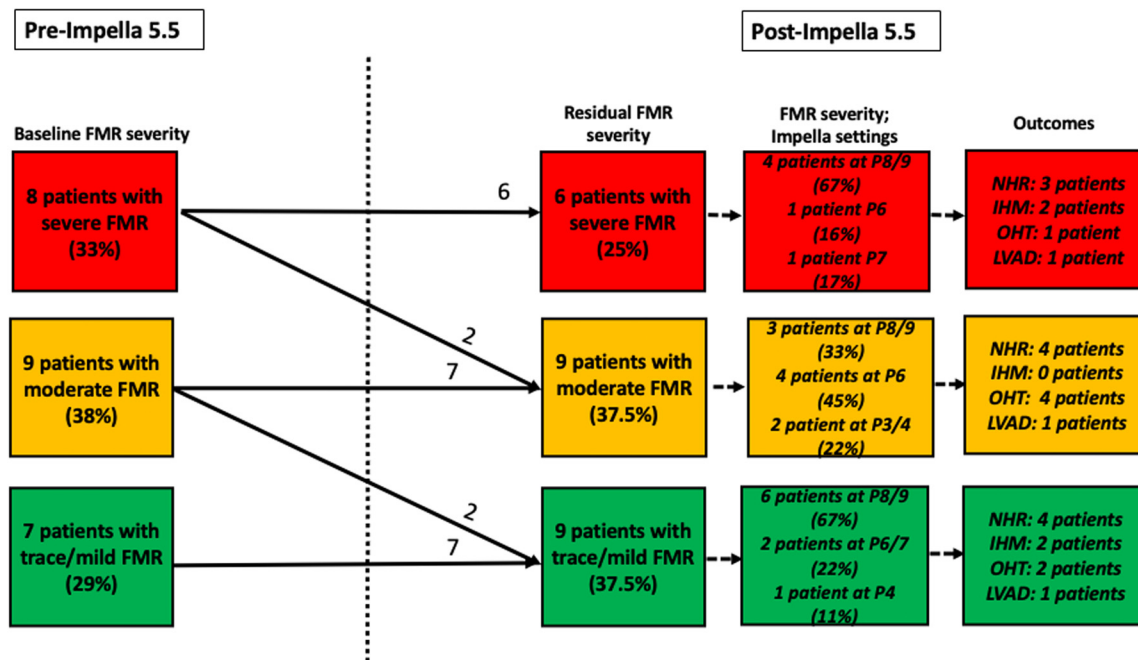 Pre-Impella 5.5
Post-Impella 5.5
Baseline FMR severity
Residual FMR
severity
FMR severity;
Impella settings
Outcomes
8 patients with
severe FMR
(33%)
6
6 patients with
severe FMR
(25%)
4 patients at P8/9
(67%)
1 patient P6
(16%)
1 patient P7
(17%)
NHR: 3 patients
IHM: 2 patients
OHT: 1 patient
LVAD: 1 patient
9 patients with
moderate FMR
(38%)
2
7
9 patients with
moderate FMR
(37.5%)
3 patients at P8/9
(33%)
4 patients at P6
(45%)
2 patient at P3/4
(22%)
NHR: 4 patients
IHM: 0 patients
OHT: 4 patients
LVAD: 1 patients
7 patients with
trace/mild FMR
(29%)
2
7
9 patients with
trace/mild FMR
(37.5%)
6 patients at P8/9
(67%)
2 patients at P6/7
(22%)
1 patient at P4
(11%)
NHR: 4 patients
IHM: 2 patients
OHT: 2 patients
LVAD: 1 patients